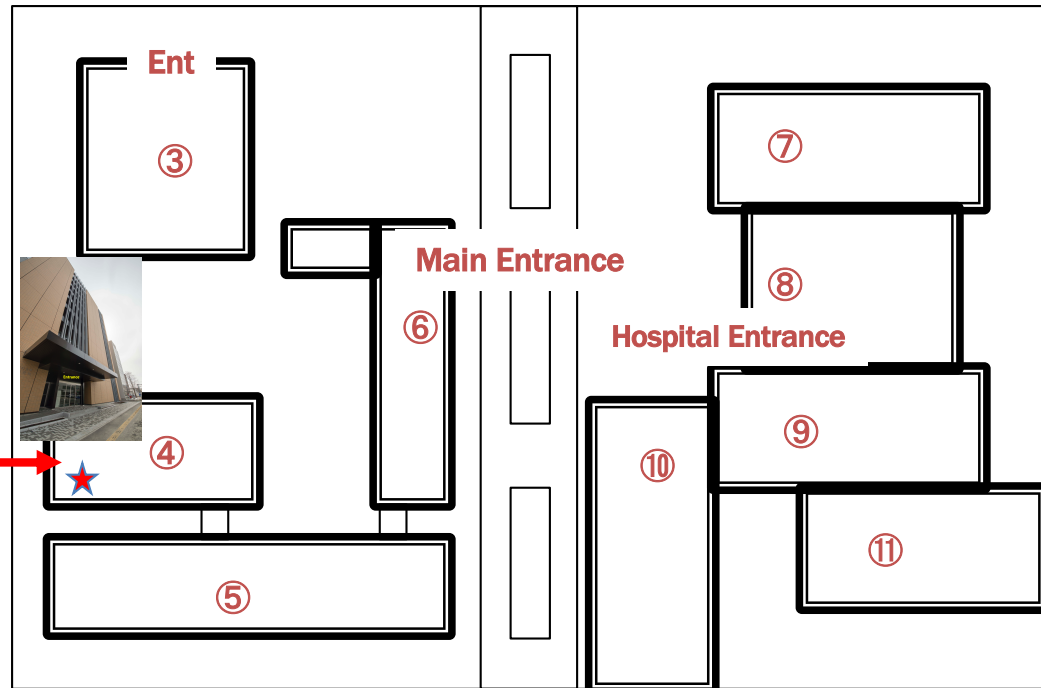 Ent
③
⑦
Main Entrance
⑧
⑥
Hospital Entrance
Entrance
④
⑨
⑩
⑪
⑤